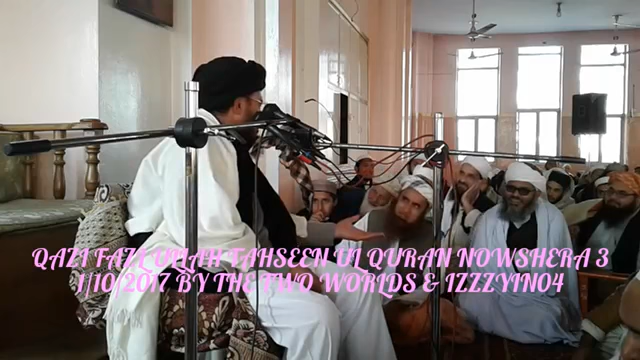 QAZI FAZL ULLAH TAHSEEN UL QURAN NOWSHERA 3
1/10/2017 BY THE TWO WORLDS & IZZZYIN04